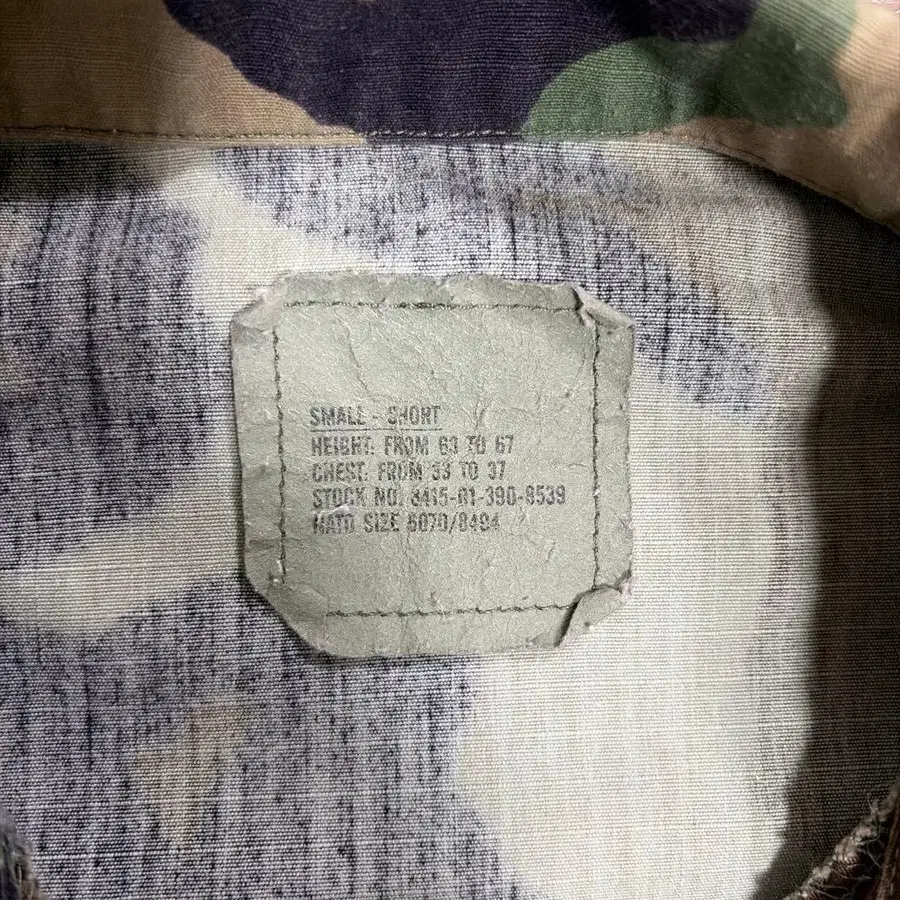 SMALL - SHORT
HEIGHT: FROM 63 TO 67
CHEST: FROM 33 TO 37
STOCK NO. 8415-01-390-8539
NATO SIZE 6070/8494